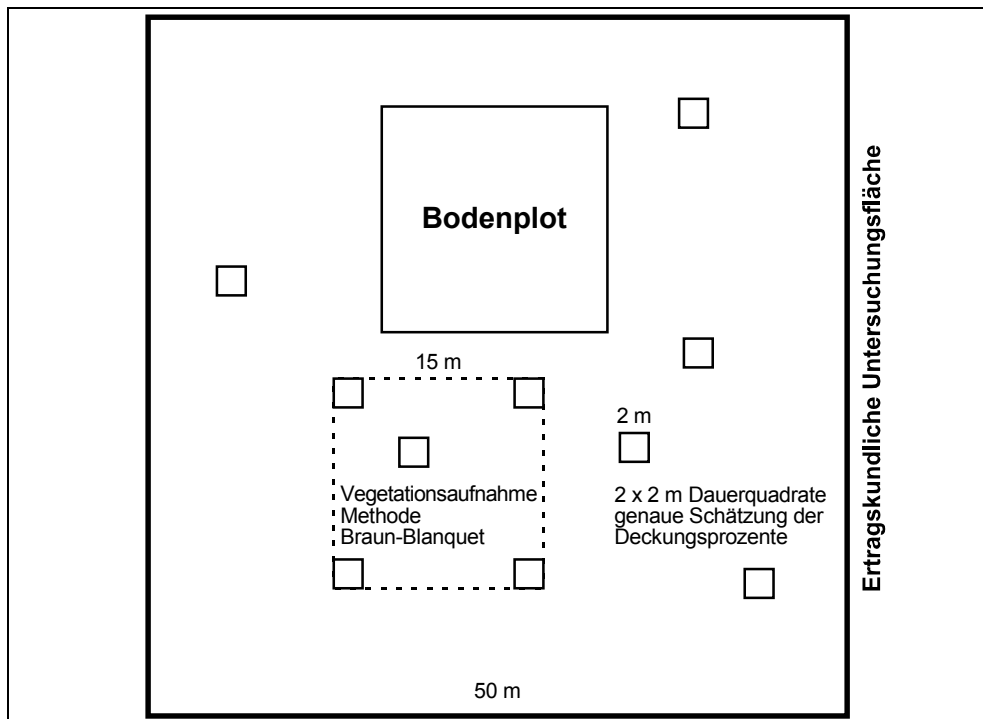 Bodenplot
Ertragskundliche Untersuchungsfläche
15 m
2 m
Vegetationsaufnahme
Methode
Braun-Blanquet
2 x 2 m Dauerquadrate
genaue Schätzung der
Deckungsprozente
50 m